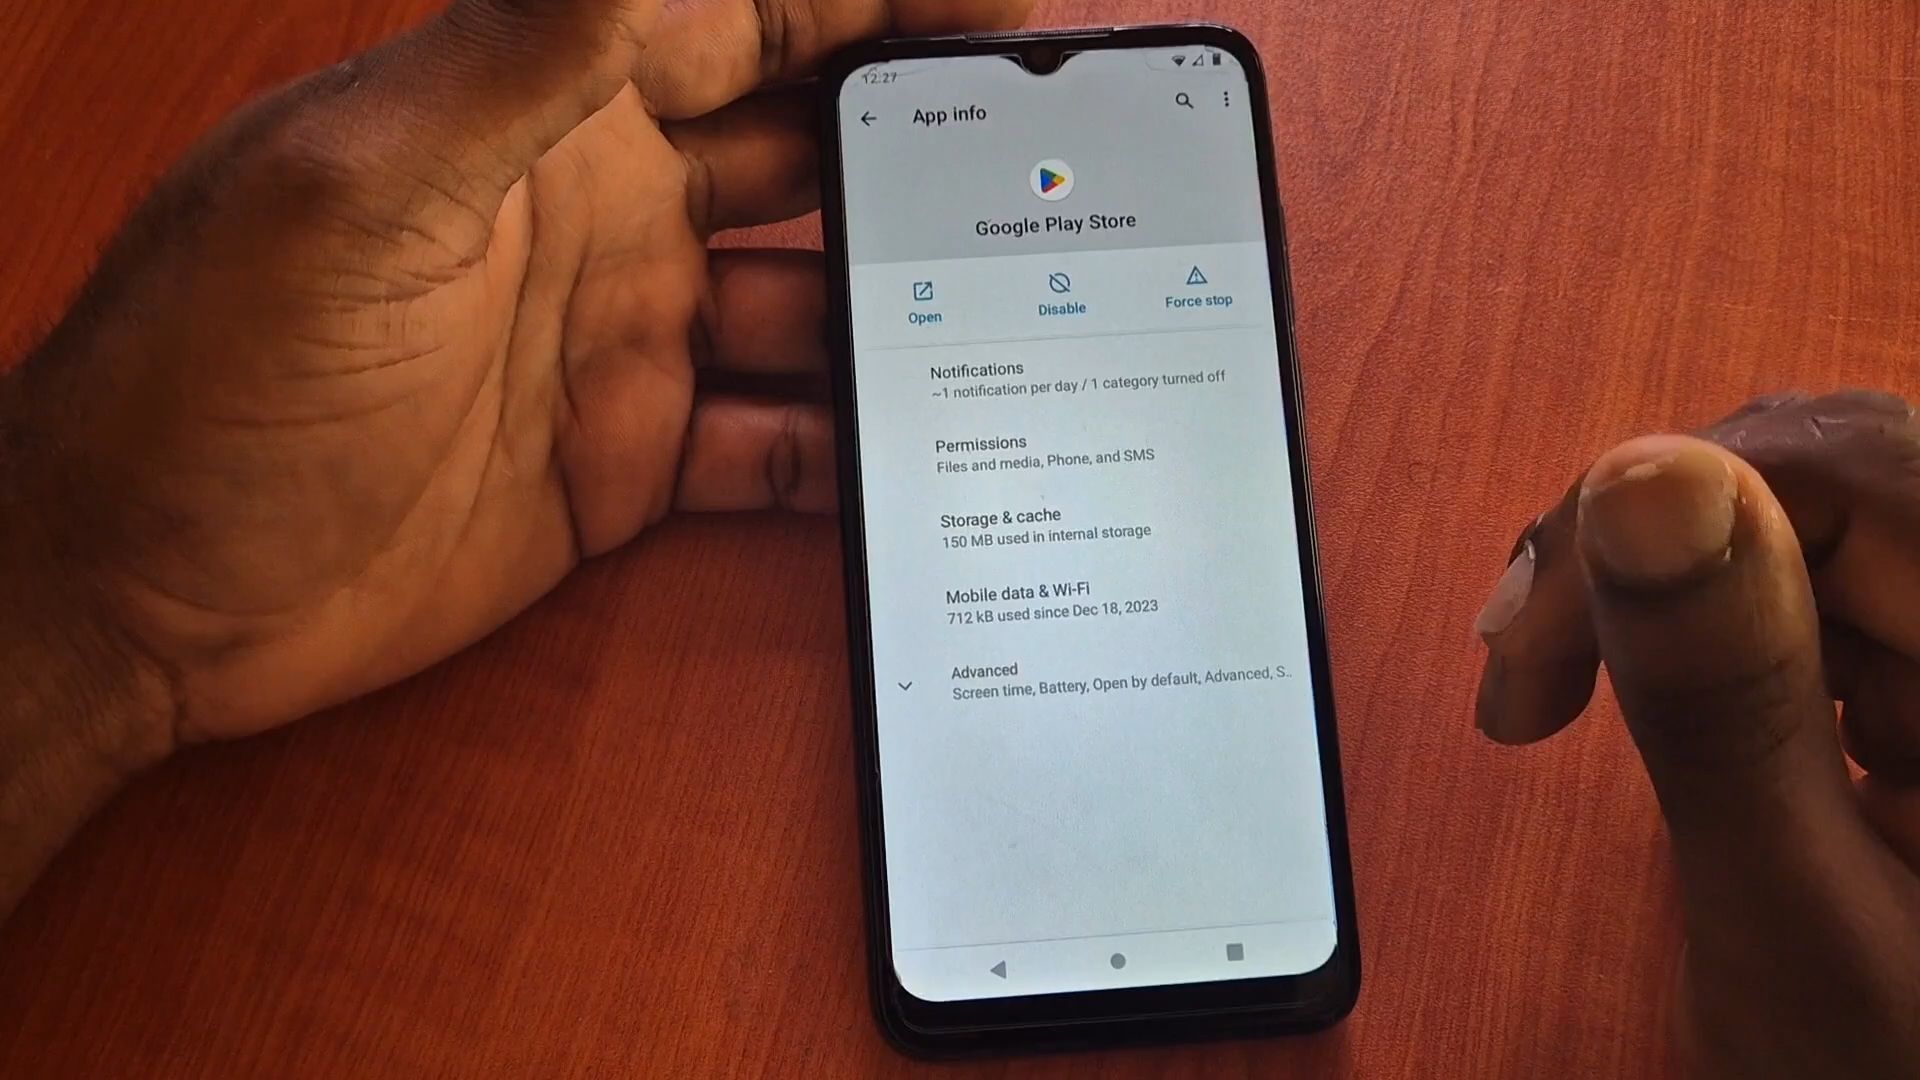 12:27
App info
Google Play Store
Open
Disable
Force stop
Notifications
~1 notification per day / 1 category turned off
Permissions
Files and media, Phone, and SMS
Storage & cache
150 MB used in internal storage
Mobile data & Wi-Fi
712 kB used since Dec 18, 2023
Advanced
Screen time, Battery, Open by default, Advanced, S..